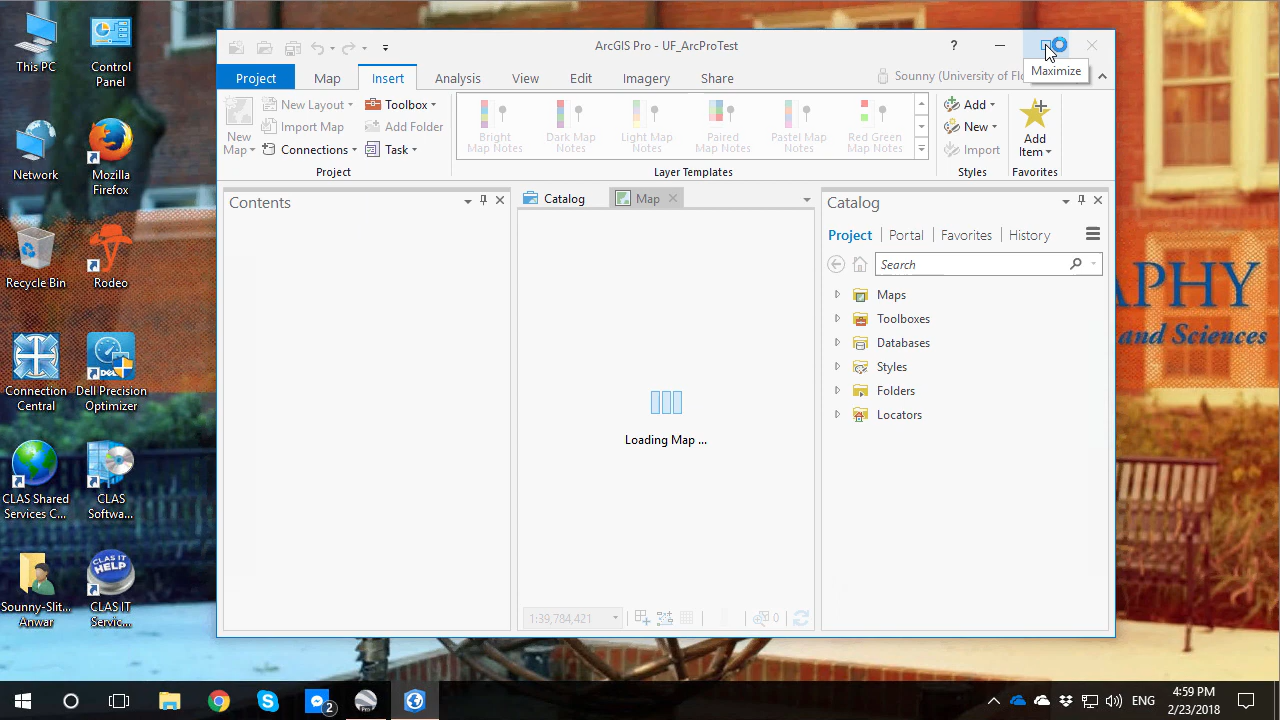 This PC
Control
Panel
Network
Mozilla
Firefox
Recycle Bin
Rodeo
Connection
Central
Dell Precision
Optimizer
CLAS Shared
Services C...
CLAS
Softwa...
Sounny-Slit...
Anwar
CLAS IT
HELP
CLAS IT
Servic...
ArcGIS Pro - UF_ArcProTest
?
Maximize
Project
Map
Insert
Analysis
View
Edit
Imagery
Share
Sounny (University of Flo
New
Map
New Layout
Import Map
Connections
Toolbox
Add Folder
Task
Project
Bright
Map Notes
Dark Map
Notes
Light Map
Notes
Paired
Map Notes
Pastel Map
Notes
Red Green
Map Notes
Layer Templates
Add
New
Import
Styles
Add
Item
Favorites
Contents
Catalog
Map
Loading Map ...
1:39,784,421
0
Catalog
Project
Portal
Favorites
History
Search
Maps
Toolboxes
Databases
Styles
Folders
Locators
APHY
and Sciences
2
Pro
ENG
4:59 PM
2/23/2018